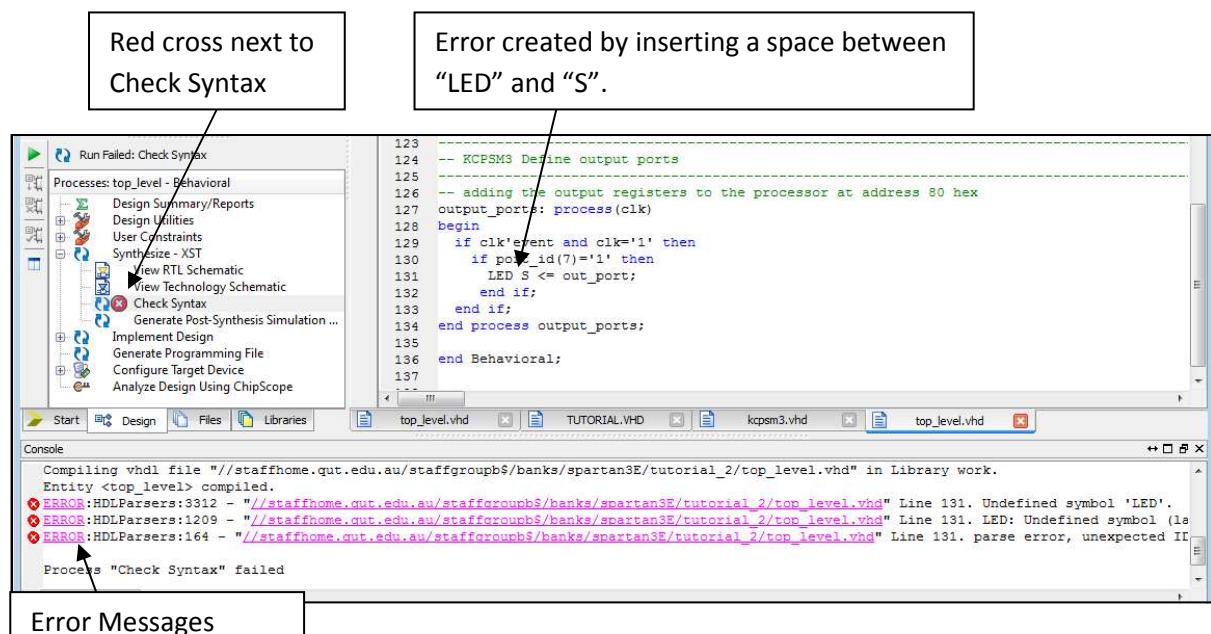 Red cross next to
Check Syntax
Error created by inserting a space between
“LED” and “S”.
Run Failed: Check Syntax
Processes: top_level - Behavioral
Design Summary/Reports
Design Utilities
User Constraints
Synthesize - XST
View RTL Schematic
View Technology Schematic
Check Syntax
Generate Post-Synthesis Simulation ...
Implement Design
Generate Programming File
Configure Target Device
Analyze Design Using ChipScope
Start Design Files Libraries
123 --------------------------------------------------------------------------------
124 -- KCPSM3 Define output ports
125 --------------------------------------------------------------------------------
126 -- adding the output registers to the processor at address 80 hex
127 output_ports: process(clk)
128 begin
129 if clk'event and clk='1' then
130 if port_id(7)='1' then
131 LED S <= out_port;
132 end if;
133 end if;
134 end process output_ports;
135
136 end Behavioral;
137
top_level.vhd TUTORIAL.VHD kcpsm3.vhd top_level.vhd
Console
Compiling vhdl file "//staffhome.qut.edu.au/staffgroupb$/banks/spartan3E/tutorial_2/top_level.vhd" in Library work.
Entity <top_level> compiled.
ERROR:HDLParsers:3312 - "//staffhome.qut.edu.au/staffgroupb$/banks/spartan3E/tutorial_2/top_level.vhd" Line 131. Undefined symbol 'LED'.
ERROR:HDLParsers:1209 - "//staffhome.qut.edu.au/staffgroupb$/banks/spartan3E/tutorial_2/top_level.vhd" Line 131. LED: Undefined symbol (la
ERROR:HDLParsers:164 - "//staffhome.qut.edu.au/staffgroupb$/banks/spartan3E/tutorial_2/top_level.vhd" Line 131. parse error, unexpected
Process "Check Syntax" failed
Error Messages